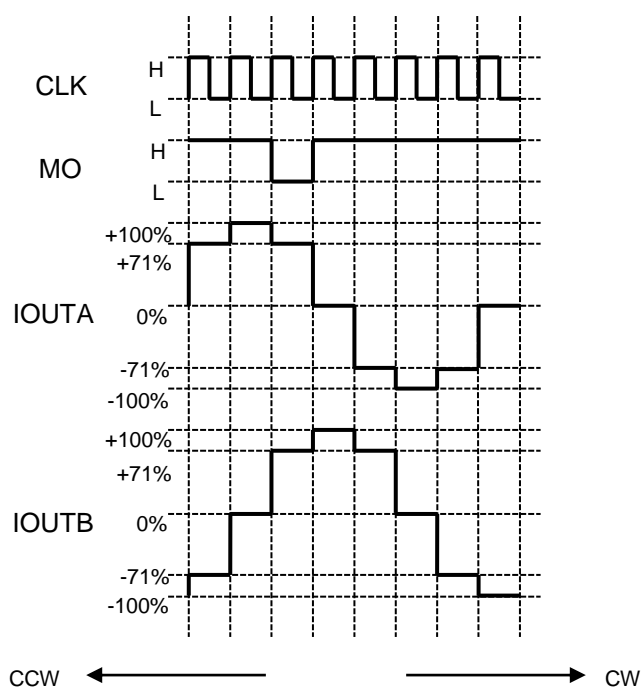 CLK
H
L
MO
H
L
IOUTA
+100%
+71%
0%
-71%
-100%
IOUTB
+100%
+71%
0%
-71%
-100%
CCW
CW